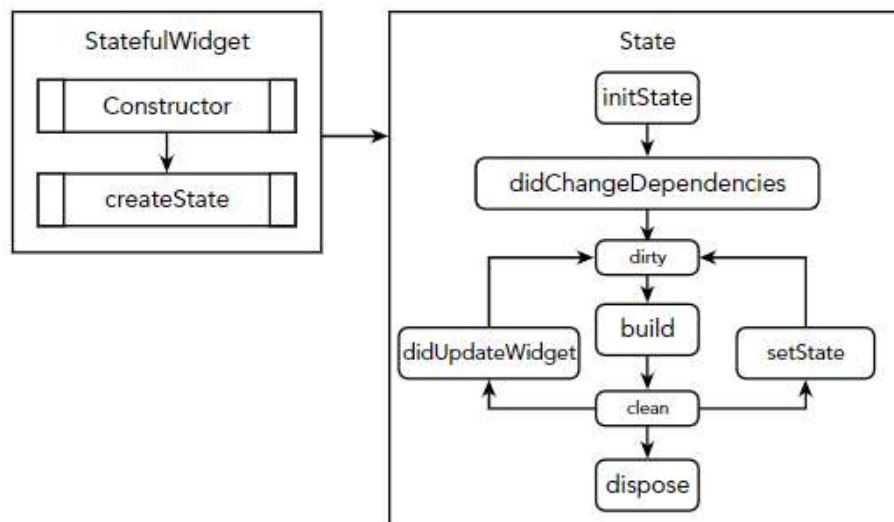 StatefulWidget
Constructor
createState
State
initState
didChangeDependencies
dirty
build
didUpdateWidget
setState
clean
dispose